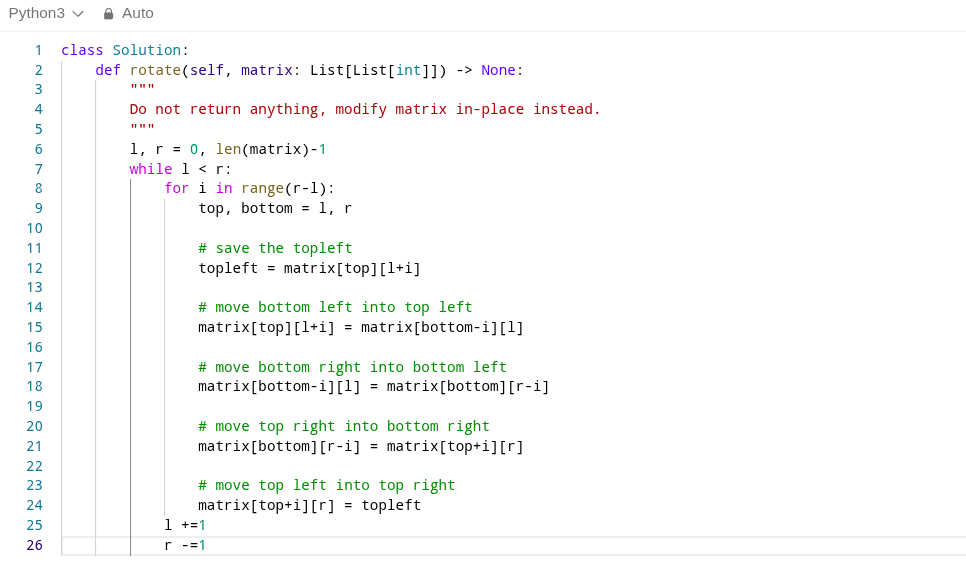 Python3 Auto
1 class Solution:
2     def rotate(self, matrix: List[List[int]]) -> None:
3         """
4         Do not return anything, modify matrix in-place instead.
5         """
6         l, r = 0, len(matrix)-1
7         while l < r:
8             for i in range(r-l):
9                 top, bottom = l, r
10
11                 # save the topleft
12                 topleft = matrix[top][l+i]
13
14                 # move bottom left into top left
15                 matrix[top][l+i] = matrix[bottom-i][l]
16
17                 # move bottom right into bottom left
18                 matrix[bottom-i][l] = matrix[bottom][r-i]
19
20                 # move top right into bottom right
21                 matrix[bottom][r-i] = matrix[top+i][r]
22
23                 # move top left into top right
24                 matrix[top+i][r] = topleft
25             l +=1
26             r -=1